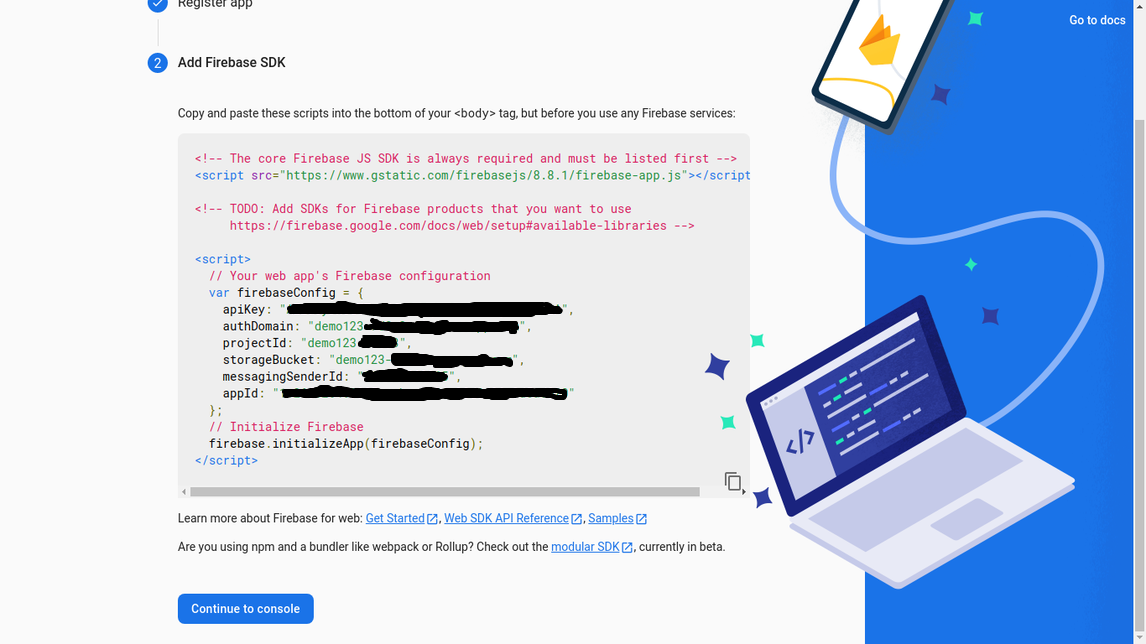 Register app
Go to docs
2 Add Firebase SDK
Copy and paste these scripts into the bottom of your <body> tag, but before you use any Firebase services:
<!-- The core Firebase JS SDK is always required and must be listed first -->
<script src="https://www.gstatic.com/firebasejs/8.8.1/firebase-app.js"></script
<!-- TODO: Add SDKs for Firebase products that you want to use
https://firebase.google.com/docs/web/setup#available-libraries -->
<script>
// Your web app's Firebase configuration
var firebaseConfig = {
apiKey: "",
authDomain: "demo123",
projectId: "demo123",
storageBucket: "demo123-",
messagingSenderId: "",
appId: ""
};
// Initialize Firebase
firebase.initializeApp(firebaseConfig);
</script>
Learn more about Firebase for web: Get Started, Web SDK API Reference, Samples
Are you using npm and a bundler like webpack or Rollup? Check out the modular SDK, currently in beta.
Continue to console
</>